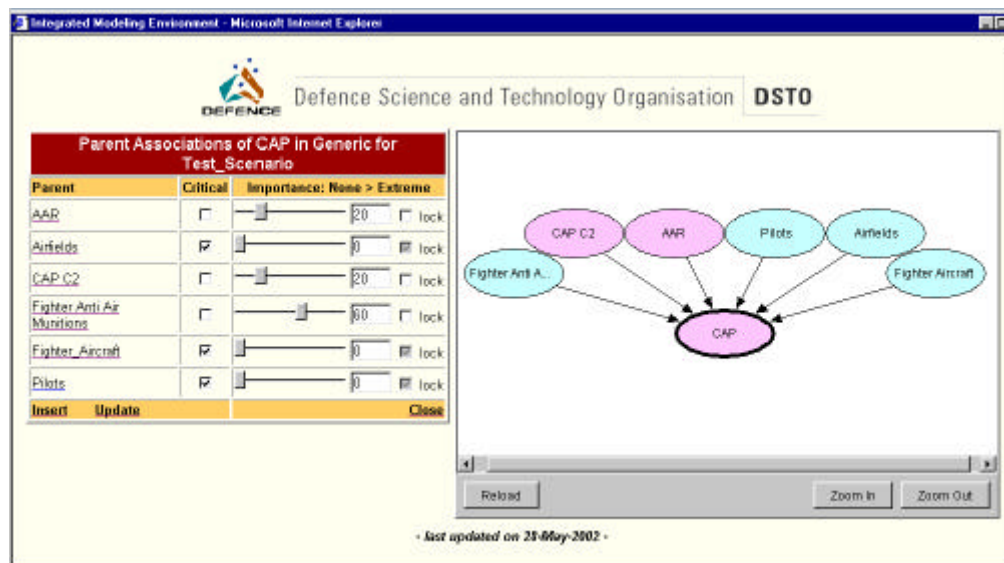 Integrated Modeling Environment - Microsoft Internet Explorer
DEFENCE
Defence Science and Technology Organisation DSTO
Parent Associations of CAP in Generic for
Test_Scenario
Parent Critical Importance: None > Extreme
AAR 20 lock
Airfields 0 lock
CAP C2 20 lock
Fighter Anti Air
Munitions 60 lock
Fighter_Aircraft 0 lock
Pilots 0 lock
Insert Update Close
CAP C2 AAR Pilots Airfields
Fighter Anti A... Fighter Aircraft
CAP
Reload Zoom In Zoom Out
- last updated on 28-May-2002 -